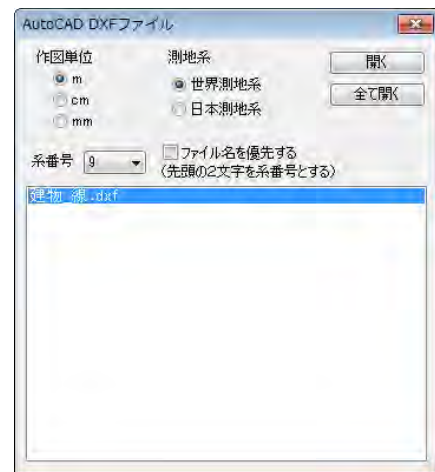 AutoCAD DXFファイル
作図単位
m
cm
mm
測地系
世界測地系
日本測地系
開く
全て開く
系番号 9
ファイル名を優先する
(先頭の2文字を系番号とする)
建物_線.dxf